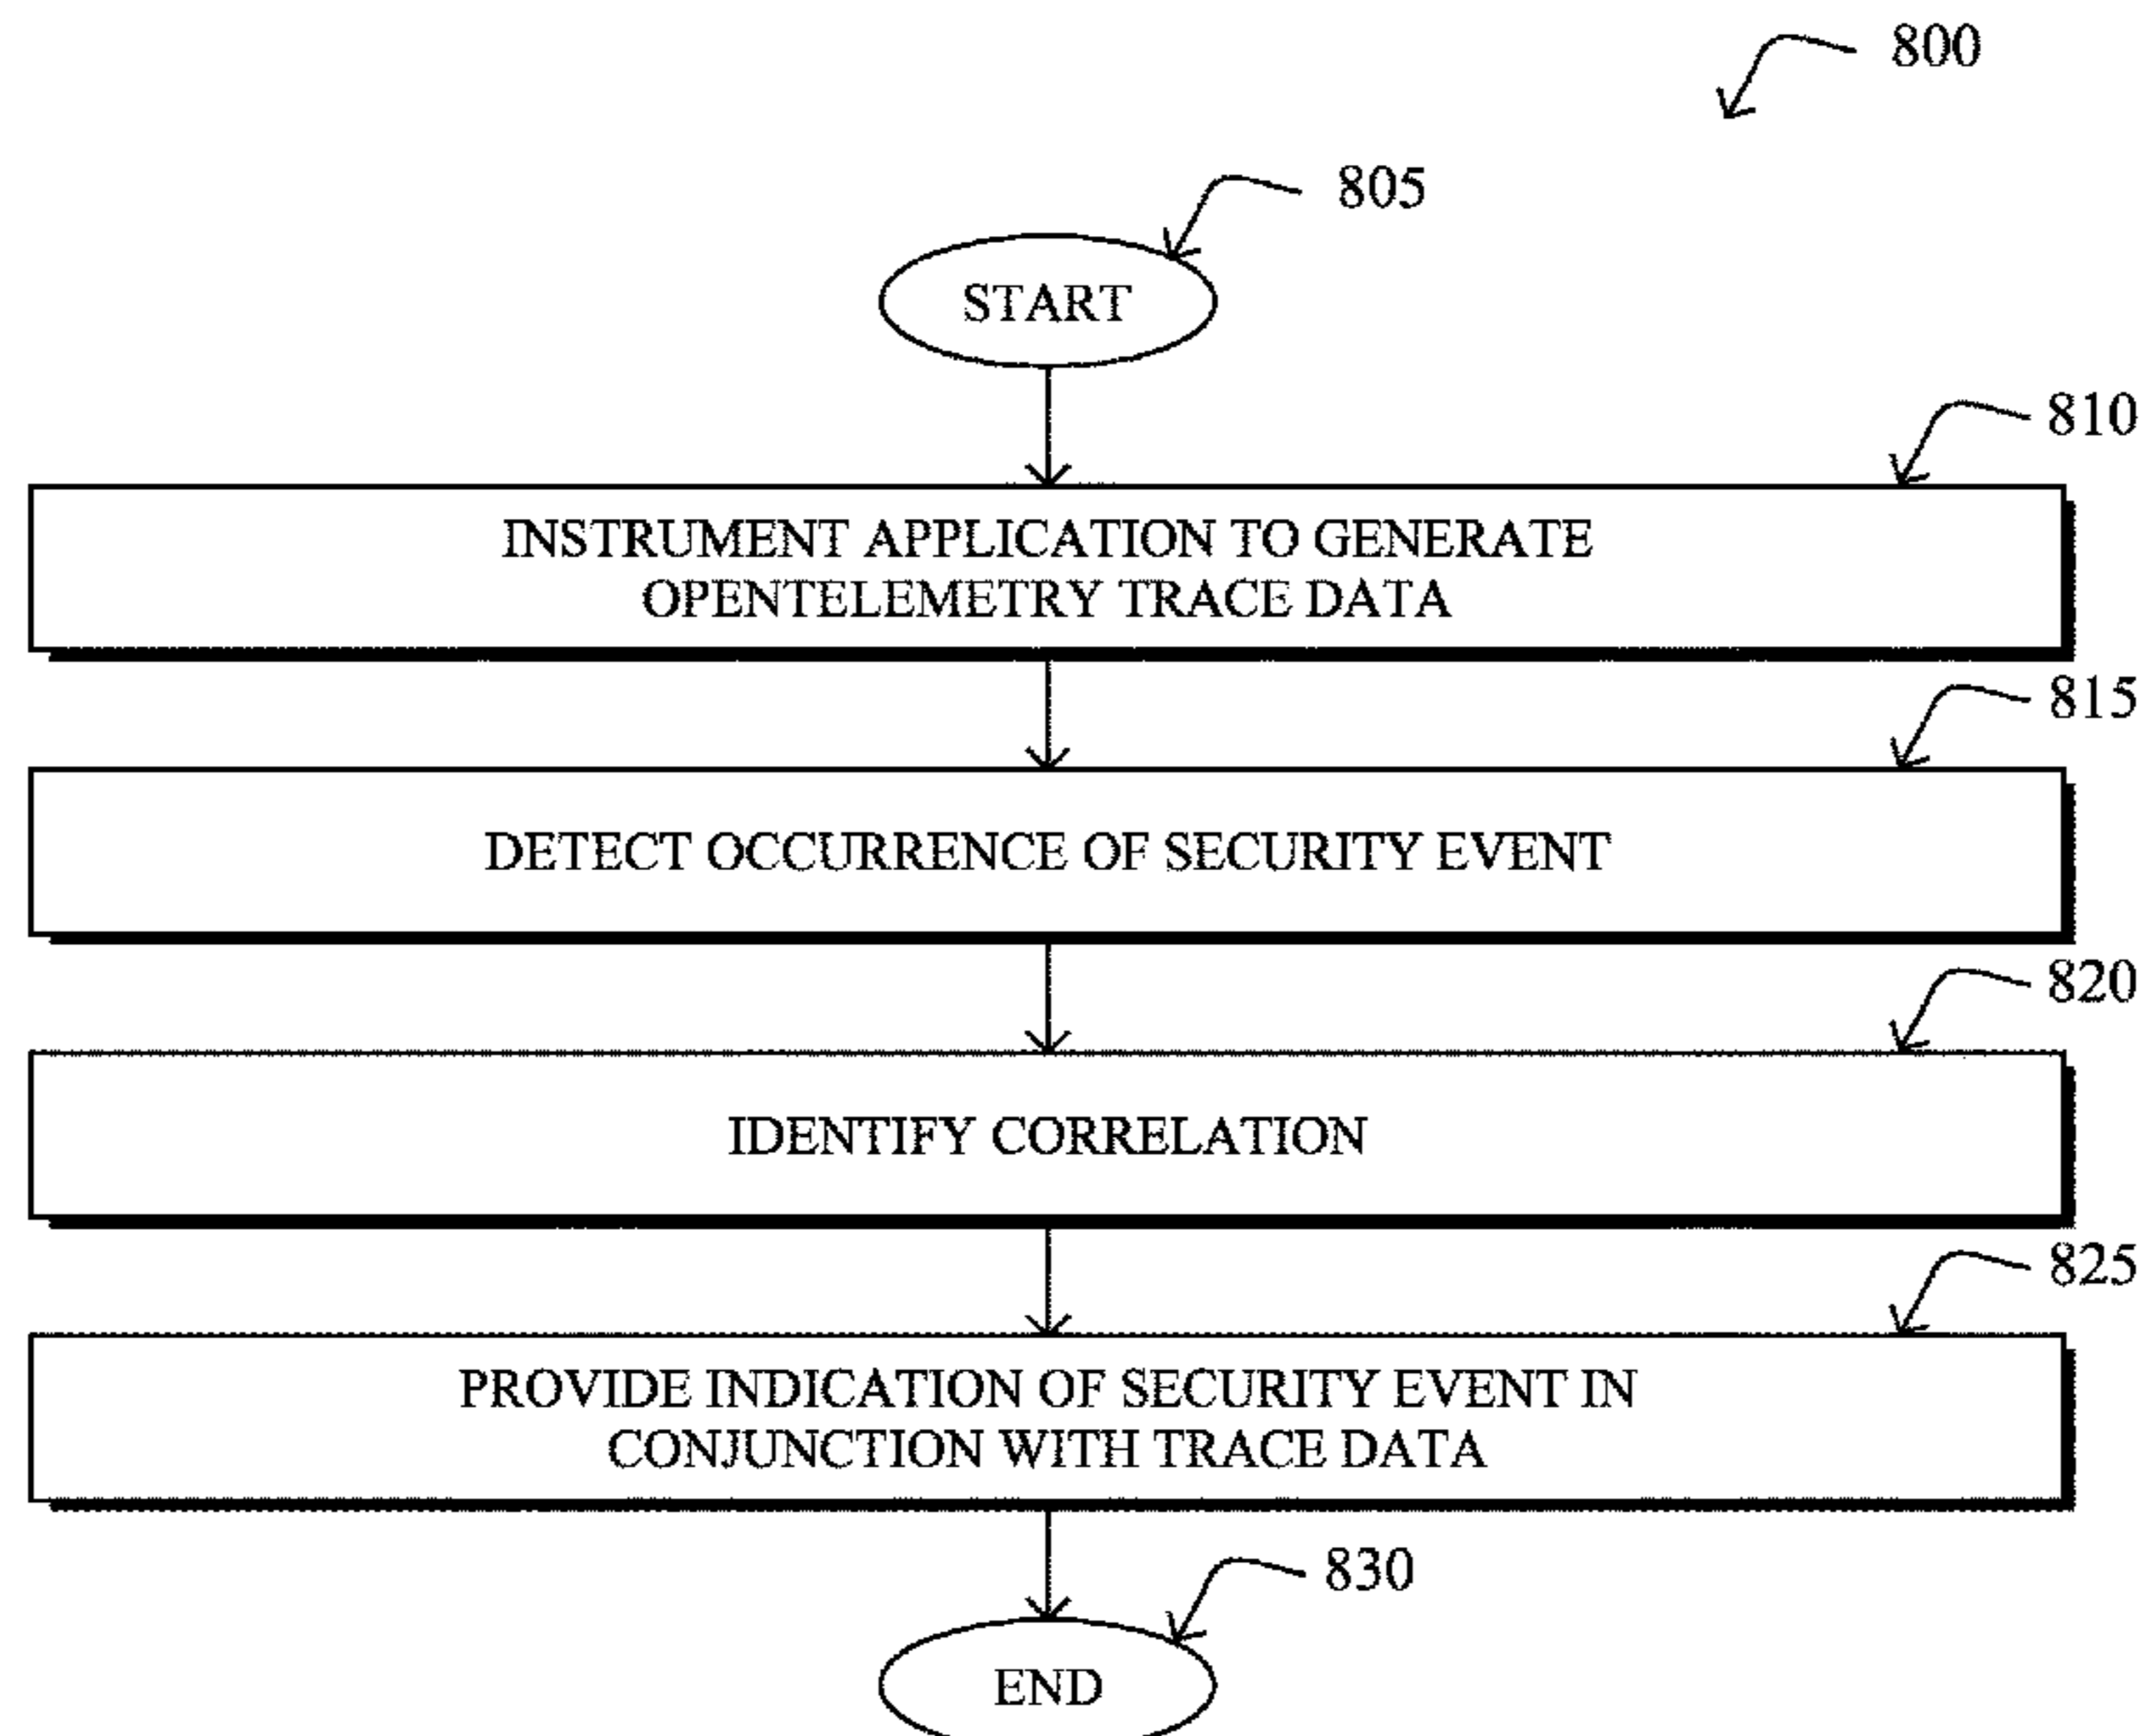 800
805
START
810
INSTRUMENT APPLICATION TO GENERATE
OPENTELEMETRY TRACE DATA
815
DETECT OCCURRENCE OF SECURITY EVENT
820
IDENTIFY CORRELATION
825
PROVIDE INDICATION OF SECURITY EVENT IN
CONJUNCTION WITH TRACE DATA
830
END